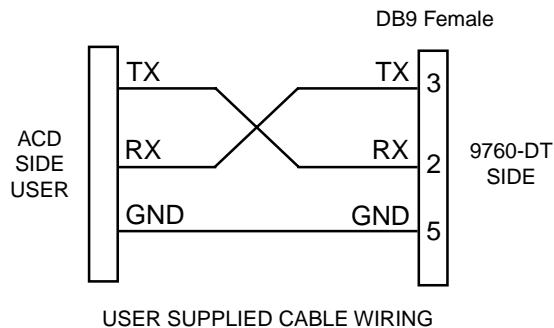 DB9 Female
TX TX 3
ACD
SIDE
USER
RX RX 2
9760-DT
SIDE
GND GND 5
USER SUPPLIED CABLE WIRING